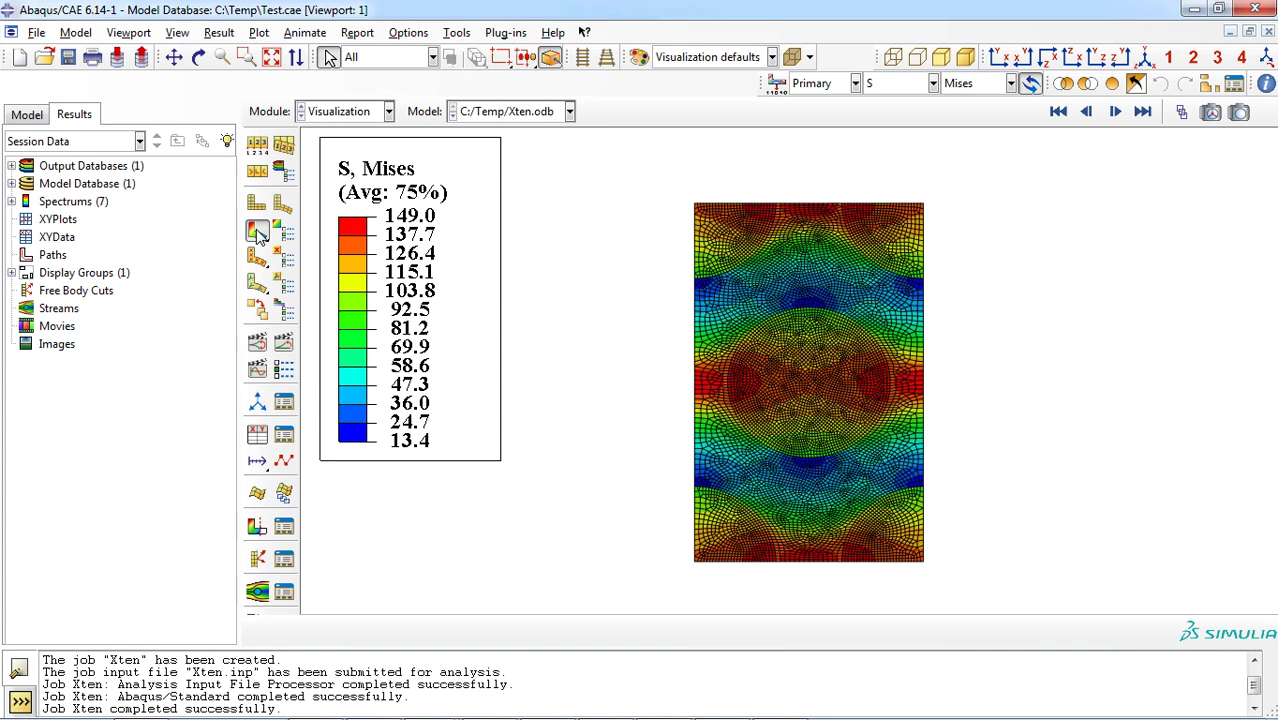 Abaqus/CAE 6.14-1 - Model Database: C:\Temp\Test.cae [Viewport: 1]
File Model Viewport View Result Plot Animate Report Options Tools Plug-ins Help
All Visualization defaults 1 2 3 4
Primary S Mises
Model Results Module: Visualization Model: C:/Temp/Xten.odb
Session Data
Output Databases (1)
Model Database (1)
Spectrums (7)
XYPlots
XYData
Paths
Display Groups (1)
Free Body Cuts
Streams
Movies
Images
S, Mises
(Avg: 75%)
149.0
137.7
126.4
115.1
103.8
92.5
81.2
69.9
58.6
47.3
36.0
24.7
13.4
SIMULIA
The job "Xten" has been created.
The job input file "Xten.inp" has been submitted for analysis.
Job Xten: Analysis Input File Processor completed successfully.
Job Xten: Abaqus/Standard completed successfully.
Job Xten completed successfully.